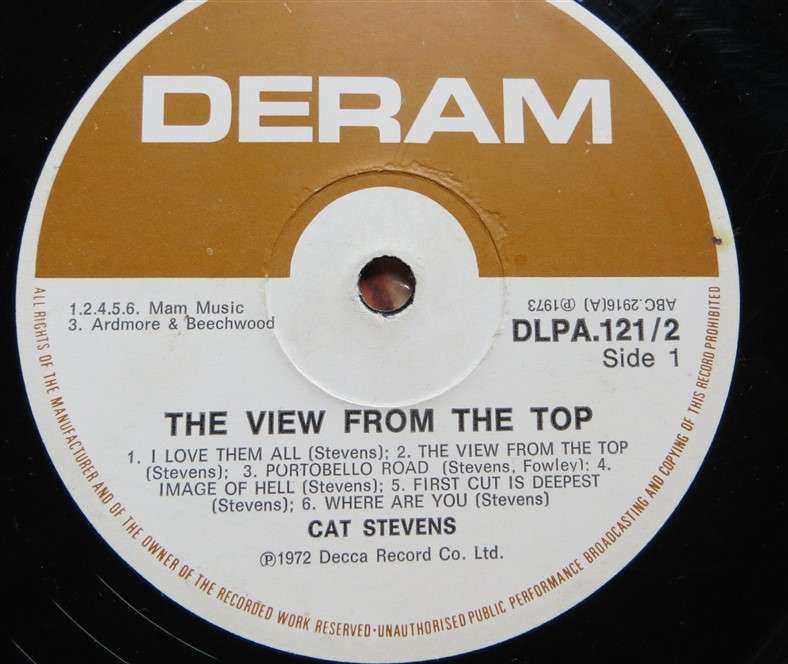 DERAM
1.2.4.5.6. Mam Music
3. Ardmore & Beechwood
ABC.2916(A) ℗1973
DLPA.121/2
Side 1
THE VIEW FROM THE TOP
1. I LOVE THEM ALL (Stevens); 2. THE VIEW FROM THE TOP
(Stevens); 3. PORTOBELLO ROAD (Stevens, Fowley); 4.
IMAGE OF HELL (Stevens); 5. FIRST CUT IS DEEPEST
(Stevens); 6. WHERE ARE YOU (Stevens)
CAT STEVENS
℗1972 Decca Record Co. Ltd.
ALL RIGHTS OF THE MANUFACTURER AND OF THE OWNER OF THE RECORDED WORK RESERVED·UNAUTHORISED PUBLIC PERFORMANCE BROADCASTING AND COPYING OF THIS RECORD PROHIBITED